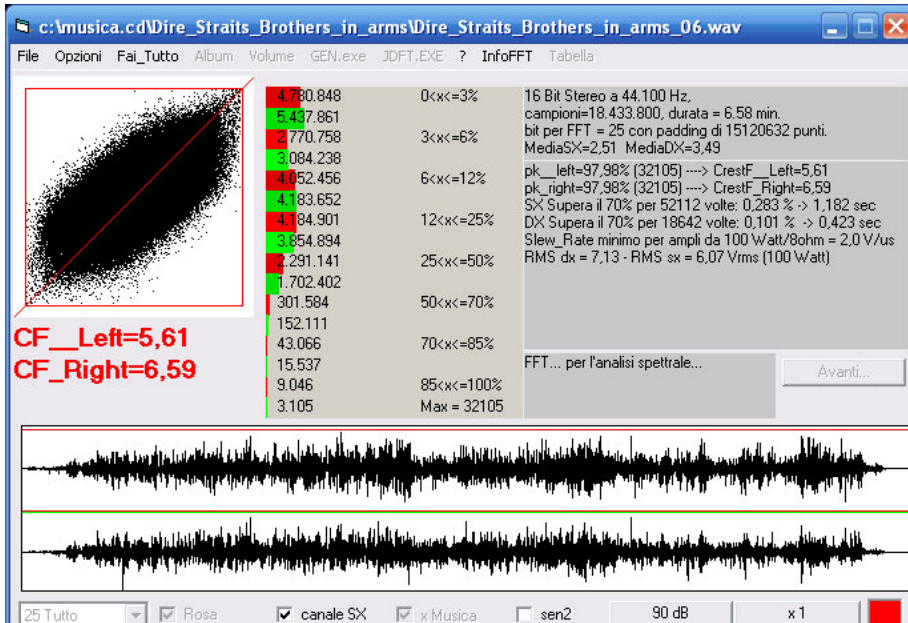 c:\musica.cd\Dire_Straits_Brothers_in_arms\Dire_Straits_Brothers_in_arms_06.wav
File Opzioni Fai_Tutto Album Volume GEN.exe JDFT.EXE ? InfoFFT Tabella
4.780.848 0<x<=3%
5.437.861
2.770.758 3<x<=6%
3.084.238
4.052.456 6<x<=12%
4.183.652
4.184.901 12<x<=25%
3.854.894
2.291.141 25<x<=50%
1.702.402
301.584 50<x<=70%
152.111
43.066 70<x<=85%
15.537
9.046 85<x<=100%
3.105 Max = 32105
16 Bit Stereo a 44.100 Hz,
campioni=18.433.800, durata = 6.58 min.
bit per FFT = 25 con padding di 15120632 punti.
MediaSX=2,51 MediaDX=3,49
pk__left=97,98% (32105) ----> CrestF__Left=5,61
pk_right=97,98% (32105) ----> CrestF_Right=6,59
SX Supera il 70% per 52112 volte: 0,283 % -> 1,182 sec
DX Supera il 70% per 18642 volte: 0,101 % -> 0,423 sec
Slew_Rate minimo per ampli da 100 Watt/8ohm = 2,0 V/us
RMS dx = 7,13 - RMS sx = 6,07 Vrms (100 Watt)
CF__Left=5,61
CF_Right=6,59
FFT... per l'analisi spettrale...
Avanti...
25 Tutto Rosa canale SX x Musica sen2 90 dB x 1